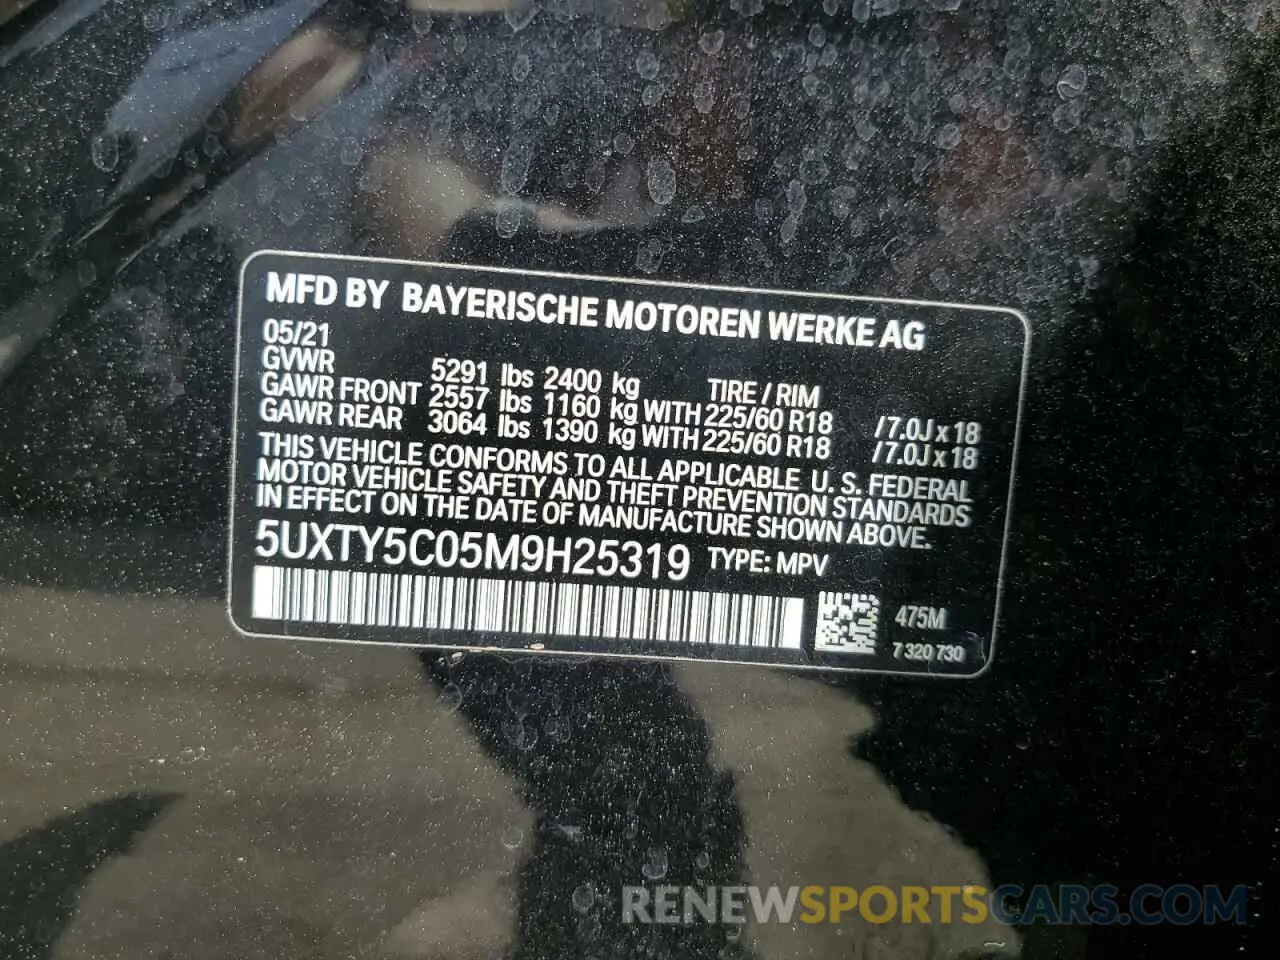 MFD BY BAYERISCHE MOTOREN WERKE AG
05/21
GVWR 5291 lbs 2400 kg TIRE / RIM
GAWR FRONT 2557 lbs 1160 kg WITH 225/60 R18 / 7.0J x 18
GAWR REAR 3064 lbs 1390 kg WITH 225/60 R18 / 7.0J x 18
THIS VEHICLE CONFORMS TO ALL APPLICABLE U. S. FEDERAL
MOTOR VEHICLE SAFETY AND THEFT PREVENTION STANDARDS
IN EFFECT ON THE DATE OF MANUFACTURE SHOWN ABOVE.
5UXTY5C05M9H25319 TYPE: MPV
475M
7 320 730
RENEWSPORTSCARS.COM